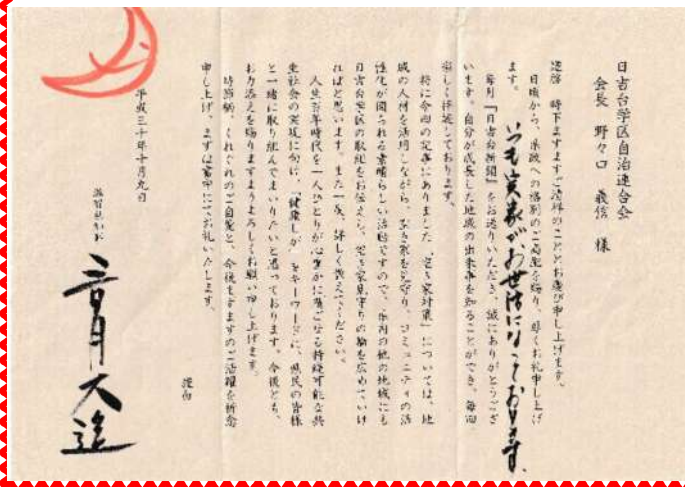 日吉台学区自治連合会
会長 野々口 義信 様
拝啓 時下ますますご清祥のこととお慶び申し上げます。
日頃から、県政への格別のご高配を賜り、厚くお礼申し上げ
ます。
いつも実家がお世話になっております。
毎月『日吉台新聞』をお送りいただき、誠にありがとうござ
います。自分が成長した地域の出来事を知ることができ、毎回
楽しく拝読しております。
特に今回の記事にありました「空き家対策」については、地
域の人材を活用しながら、空き家を見守り、コミュニティの活
性化が図られる素晴らしい活動ですので、県内の他の地域にも
日吉台学区の取組をお伝えし、空き家見守りの輪を広めていけ
ればと思います。また一度、詳しく教えてください。
人生百年時代を一人ひとりが心豊かに過ごせる持続可能な共
生社会の実現に向け、「健康しが」をキーワードに、県民の皆様
と一緒に取り組んでまいりたいと思っております。今後とも、
お力添えを賜りますようよろしくお願い申し上げます。
時節柄、くれぐれのご自愛と、今後ますますのご活躍を祈念
申し上げ、まずは書中にてお礼いたします。
敬白
平成三十年十月九日
滋賀県知事
三日月大造